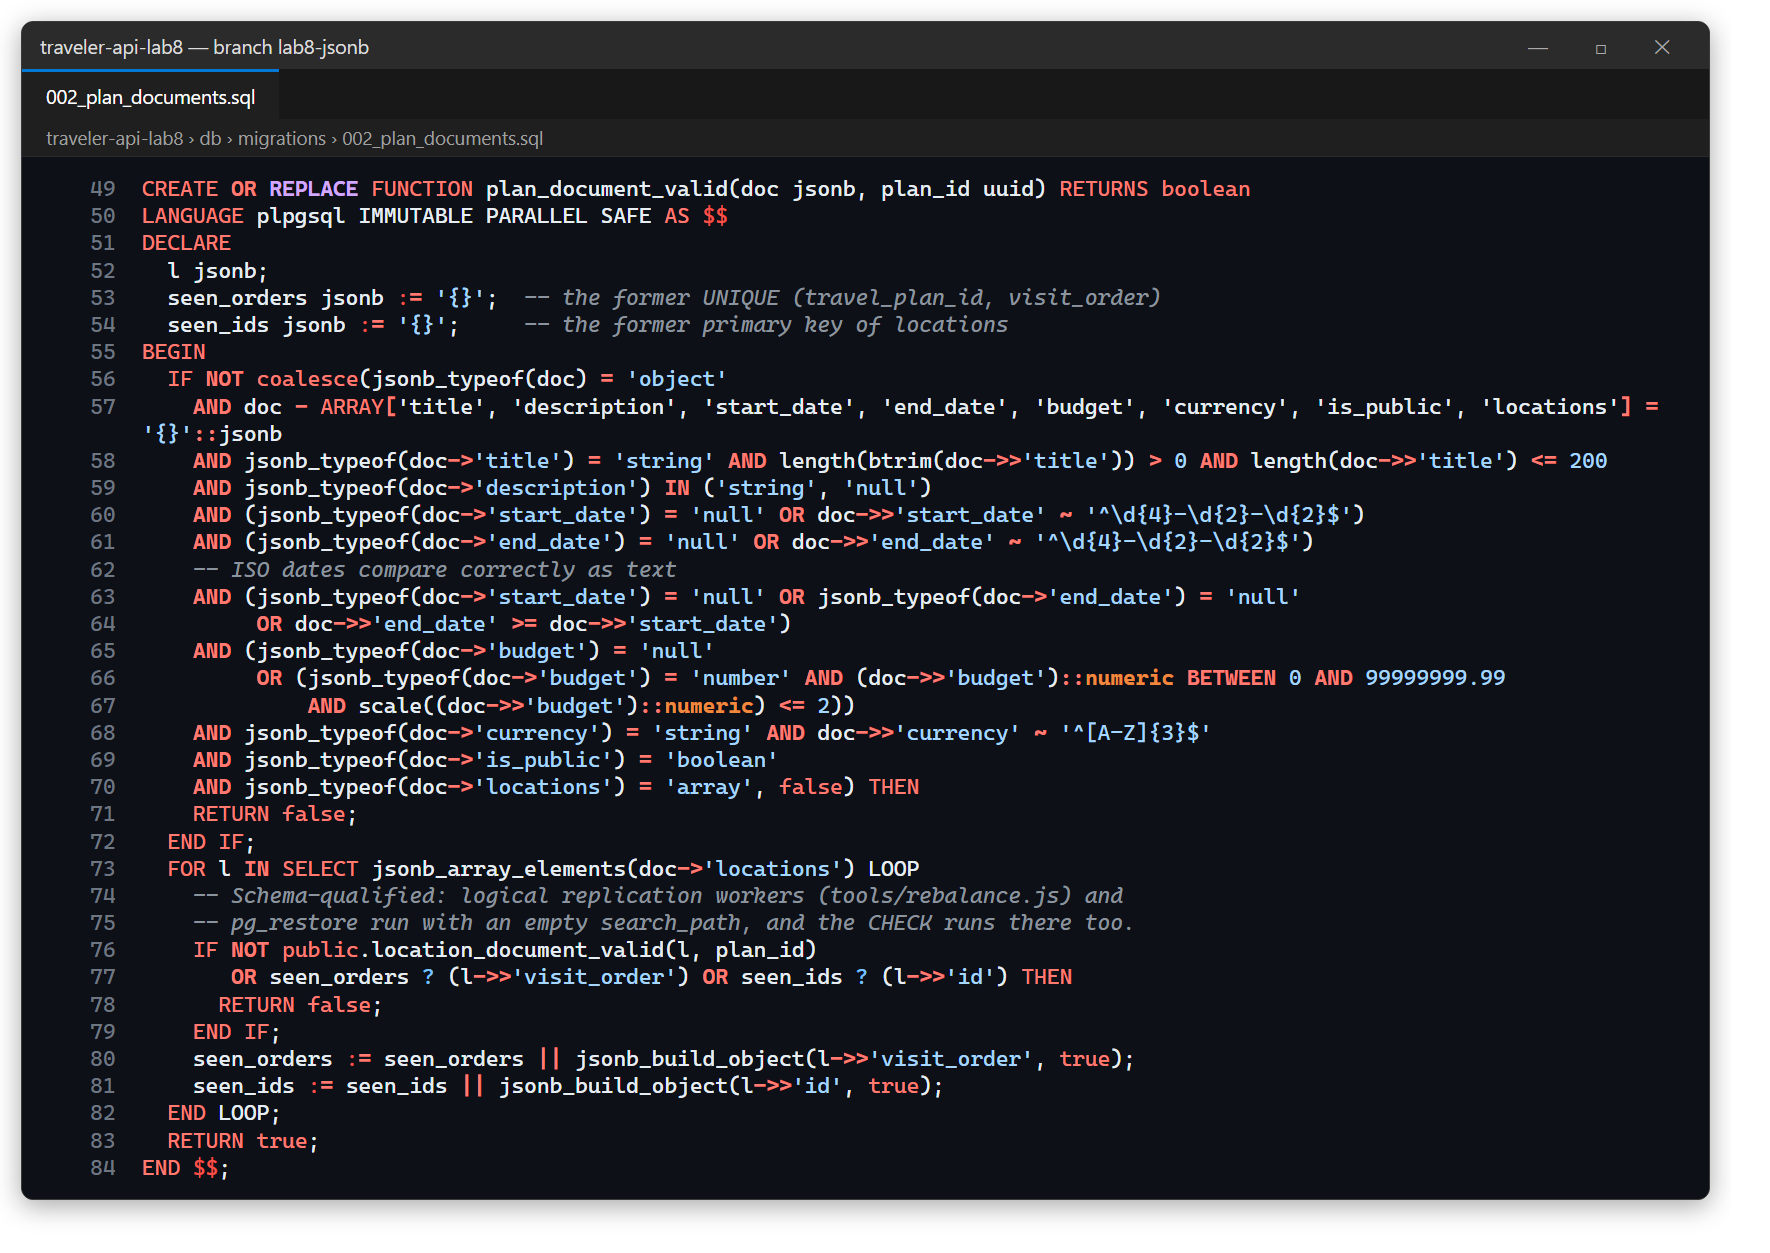 traveler-api-lab8 — branch lab8-jsonb
002_plan_documents.sql
traveler-api-lab8 › db › migrations › 002_plan_documents.sql
49 CREATE OR REPLACE FUNCTION plan_document_valid(doc jsonb, plan_id uuid) RETURNS boolean
50 LANGUAGE plpgsql IMMUTABLE PARALLEL SAFE AS $$
51 DECLARE
52   l jsonb;
53   seen_orders jsonb := '{}';  -- the former UNIQUE (travel_plan_id, visit_order)
54   seen_ids jsonb := '{}';     -- the former primary key of locations
55 BEGIN
56   IF NOT coalesce(jsonb_typeof(doc) = 'object'
57     AND doc - ARRAY['title', 'description', 'start_date', 'end_date', 'budget', 'currency', 'is_public', 'locations'] =
'{}'::jsonb
58     AND jsonb_typeof(doc->'title') = 'string' AND length(btrim(doc->>'title')) > 0 AND length(doc->>'title') <= 200
59     AND jsonb_typeof(doc->'description') IN ('string', 'null')
60     AND (jsonb_typeof(doc->'start_date') = 'null' OR doc->>'start_date' ~ '^\d{4}-\d{2}-\d{2}$')
61     AND (jsonb_typeof(doc->'end_date') = 'null' OR doc->>'end_date' ~ '^\d{4}-\d{2}-\d{2}$')
62     -- ISO dates compare correctly as text
63     AND (jsonb_typeof(doc->'start_date') = 'null' OR jsonb_typeof(doc->'end_date') = 'null'
64          OR doc->>'end_date' >= doc->>'start_date')
65     AND (jsonb_typeof(doc->'budget') = 'null'
66          OR (jsonb_typeof(doc->'budget') = 'number' AND (doc->>'budget')::numeric BETWEEN 0 AND 99999999.99
67              AND scale((doc->>'budget')::numeric) <= 2))
68     AND jsonb_typeof(doc->'currency') = 'string' AND doc->>'currency' ~ '^[A-Z]{3}$'
69     AND jsonb_typeof(doc->'is_public') = 'boolean'
70     AND jsonb_typeof(doc->'locations') = 'array', false) THEN
71     RETURN false;
72   END IF;
73   FOR l IN SELECT jsonb_array_elements(doc->'locations') LOOP
74     -- Schema-qualified: logical replication workers (tools/rebalance.js) and
75     -- pg_restore run with an empty search_path, and the CHECK runs there too.
76     IF NOT public.location_document_valid(l, plan_id)
77        OR seen_orders ? (l->>'visit_order') OR seen_ids ? (l->>'id') THEN
78       RETURN false;
79     END IF;
80     seen_orders := seen_orders || jsonb_build_object(l->>'visit_order', true);
81     seen_ids := seen_ids || jsonb_build_object(l->>'id', true);
82   END LOOP;
83   RETURN true;
84 END $$;